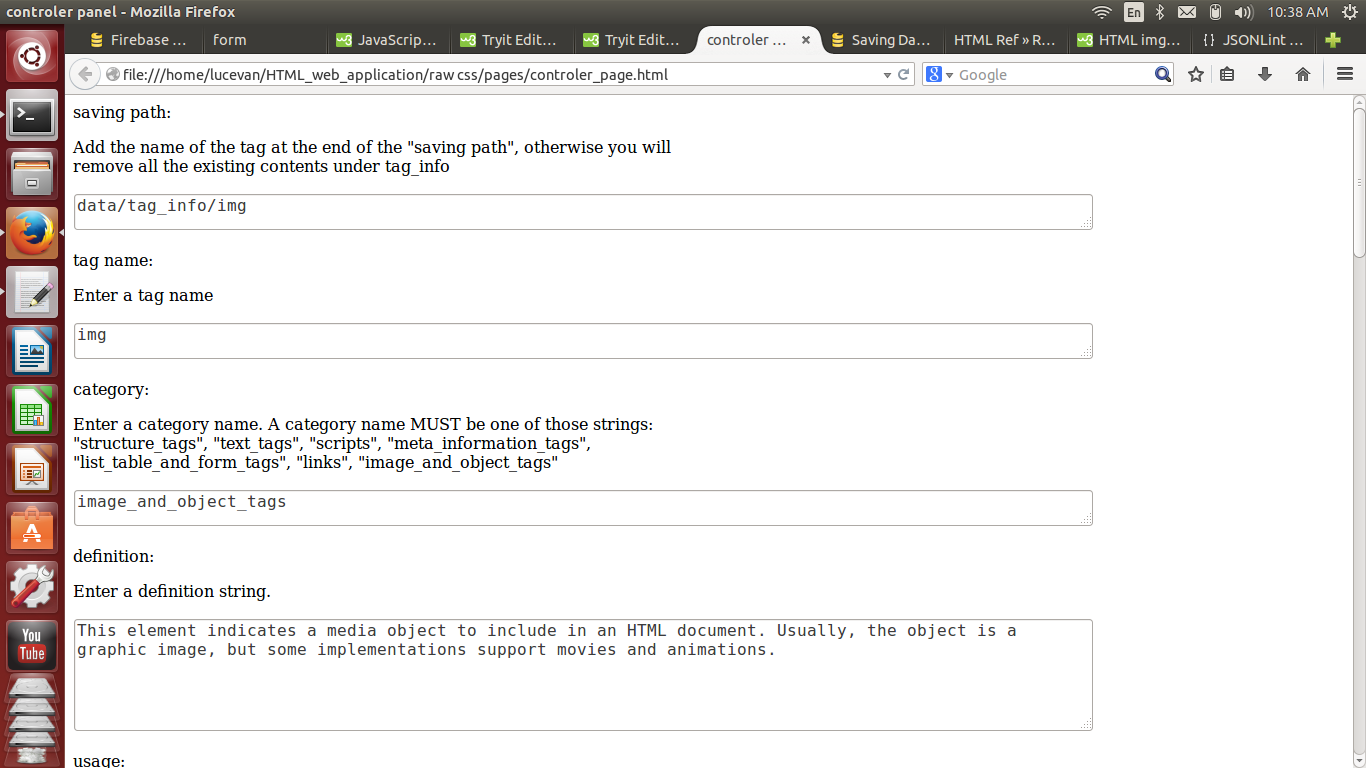 controler panel - Mozilla Firefox
En
10:38 AM
Firebase ...
form
JavaScrip...
Tryit Edit...
Tryit Edit...
controler ...
Saving Da...
HTML Ref » R...
HTML img...
JSONLint ...
file:///home/lucevan/HTML_web_application/raw css/pages/controler_page.html
Google
saving path:
Add the name of the tag at the end of the "saving path", otherwise you will
remove all the existing contents under tag_info
data/tag_info/img
tag name:
Enter a tag name
img
category:
Enter a category name. A category name MUST be one of those strings:
"structure_tags", "text_tags", "scripts", "meta_information_tags",
"list_table_and_form_tags", "links", "image_and_object_tags"
image_and_object_tags
definition:
Enter a definition string.
This element indicates a media object to include in an HTML document. Usually, the object is a
graphic image, but some implementations support movies and animations.
usage:
You
Tube